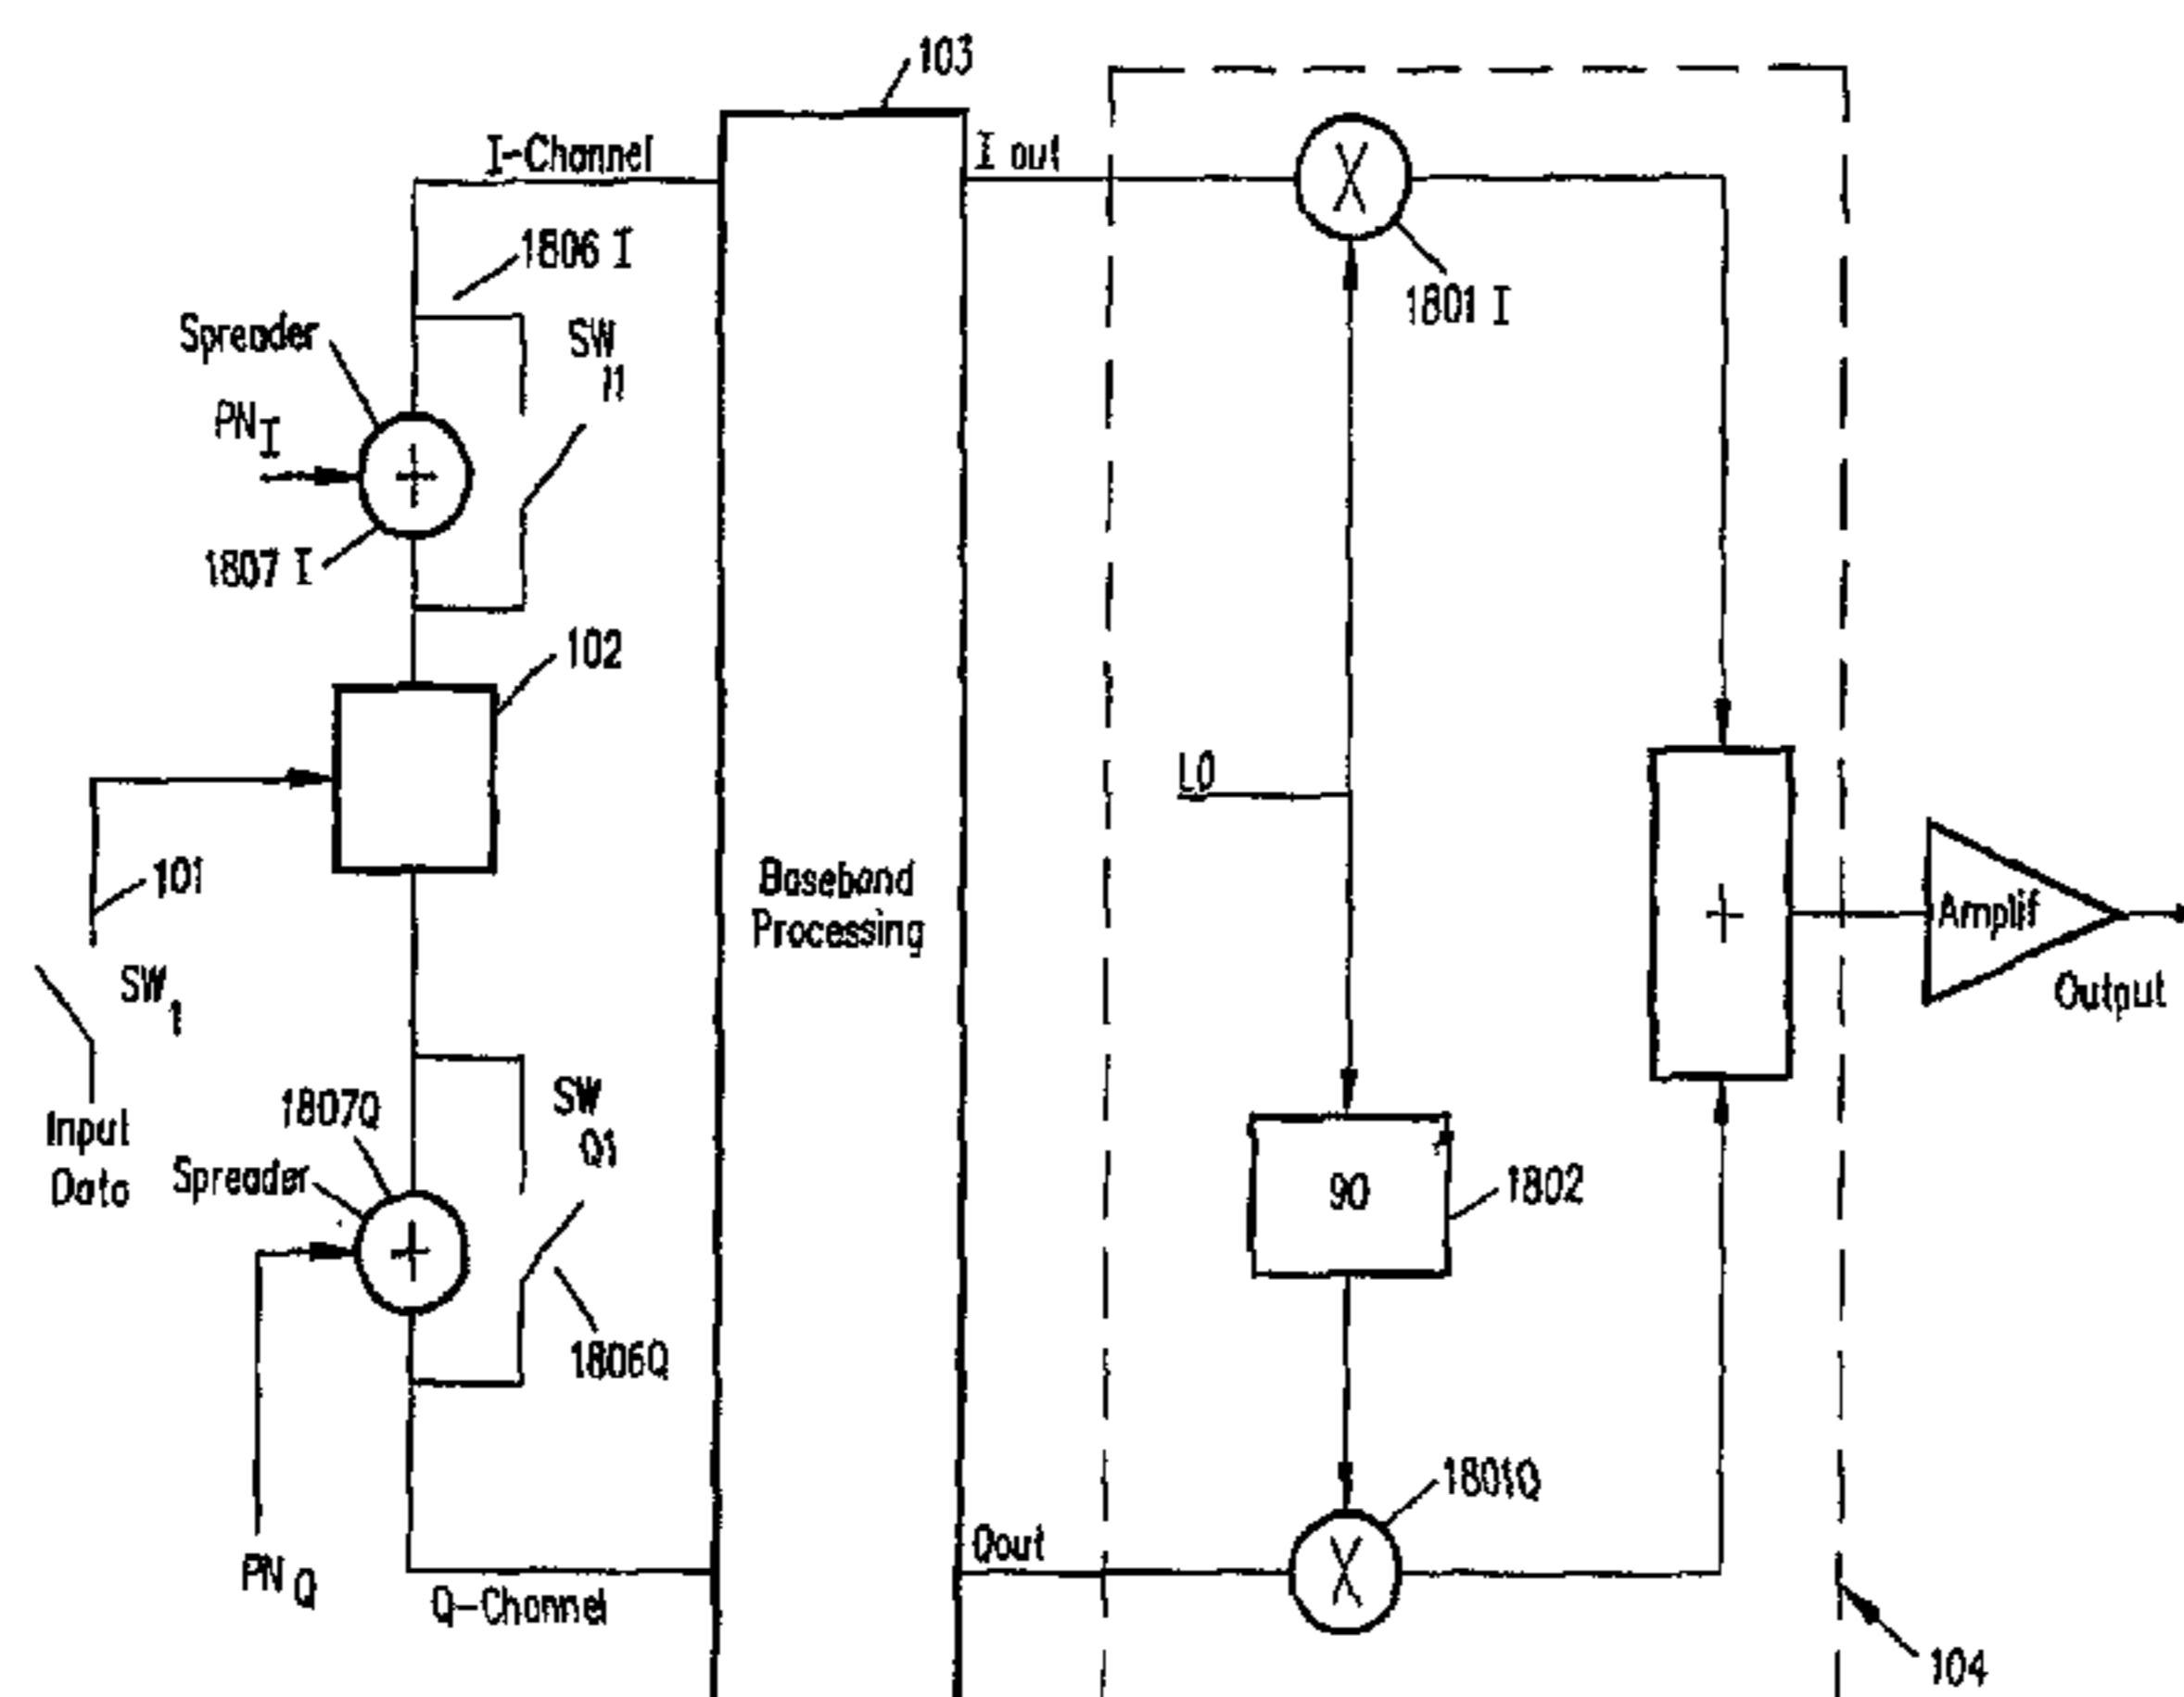 103
I-Channel
I out
1806 I
1801 I
Spreader
SW
I1
PN I
1807 I
102
LO
101
Baseband
Processing
Amplif
SW 1
Output
Input
Data
1807Q
SW
Q1
Spreader
90
1802
1806Q
1801Q
Qout
PN Q
Q-Channel
104
X
X
+
+
+